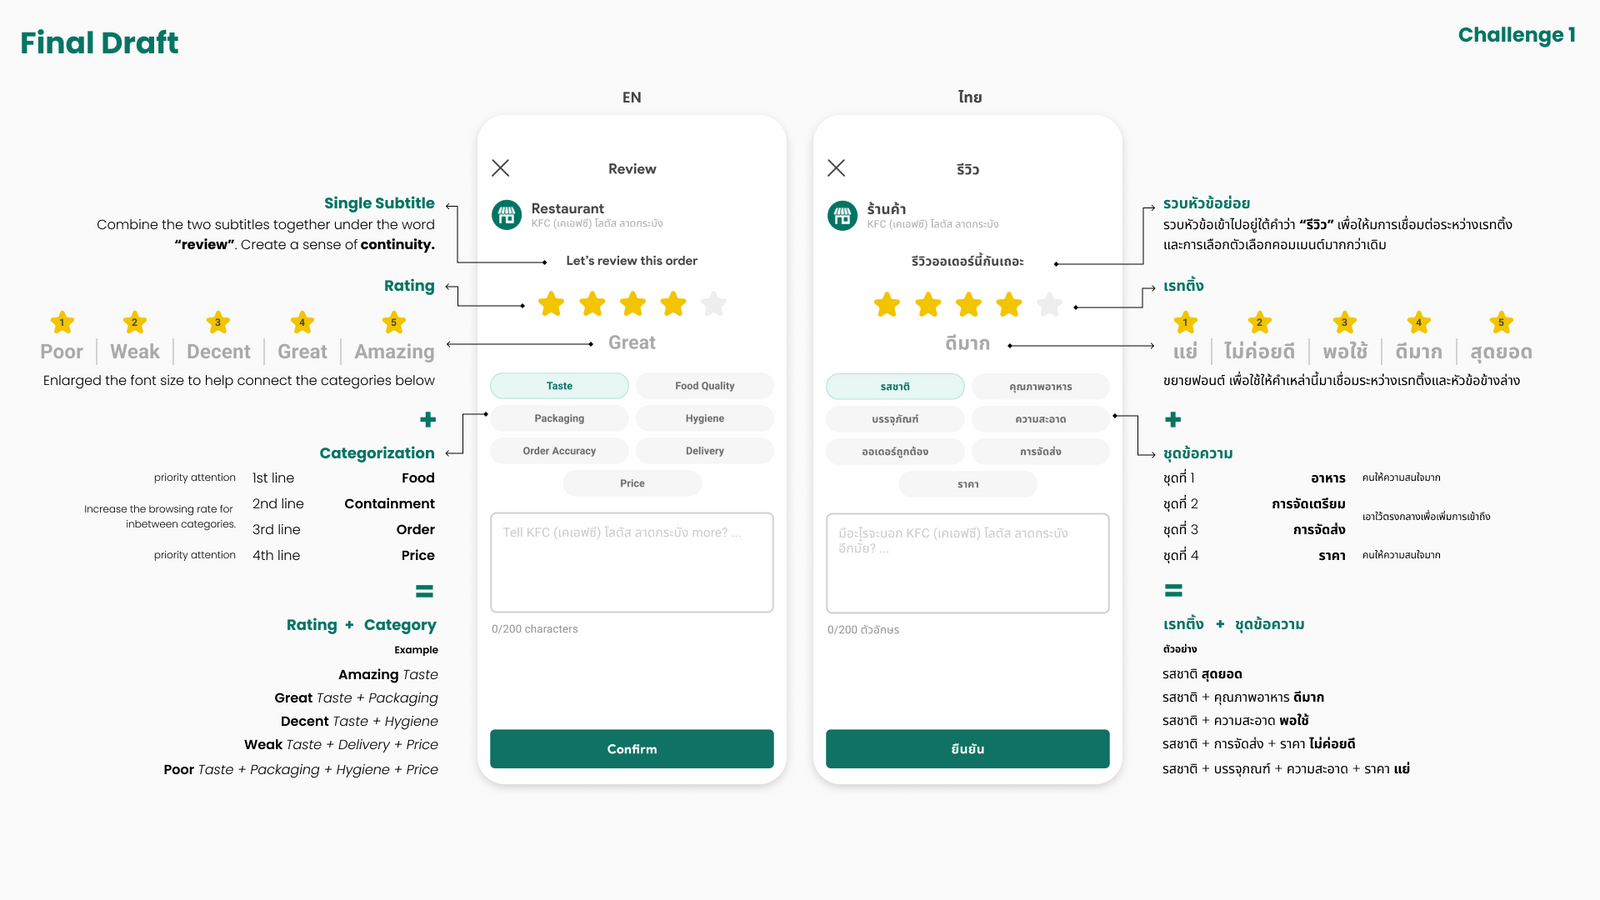 Final Draft
Challenge 1
EN
ไทย
Single Subtitle
Combine the two subtitles together under the word
“review”. Create a sense of continuity.
Rating
1 2 3 4 5
Poor Weak Decent Great Amazing
Enlarged the font size to help connect the categories below
+
Categorization
priority attention 1st line Food
Increase the browsing rate for
inbetween categories.
2nd line Containment
3rd line Order
priority attention 4th line Price
=
Rating + Category
Example
Amazing Taste
Great Taste + Packaging
Decent Taste + Hygiene
Weak Taste + Delivery + Price
Poor Taste + Packaging + Hygiene + Price
Review
Restaurant
KFC (เคเอฟซี) โลตัส ลาดกระบัง
Let's review this order
Great
Taste
Food Quality
Packaging
Hygiene
Order Accuracy
Delivery
Price
Tell KFC (เคเอฟซี) โลตัส ลาดกระบัง more? ...
0/200 characters
Confirm
รีวิว
ร้านค้า
KFC (เคเอฟซี) โลตัส ลาดกระบัง
รีวิวออเดอร์นี้กันเถอะ
ดีมาก
รสชาติ
คุณภาพอาหาร
บรรจุภัณฑ์
ความสะอาด
ออเดอร์ถูกต้อง
การจัดส่ง
ราคา
มีอะไรจะบอก KFC (เคเอฟซี) โลตัส ลาดกระบัง
อีกมั้ย? ...
0/200 ตัวอักษร
ยืนยัน
รวบหัวข้อย่อย
รวบหัวข้อเข้าไปอยู่ใต้คำว่า “รีวิว” เพื่อให้มการเชื่อมต่อระหว่างเรทติ้ง
และการเลือกตัวเลือกคอมเมนต์มากกว่าเดิม
เรทติ้ง
1 2 3 4 5
แย่ ไม่ค่อยดี พอใช้ ดีมาก สุดยอด
ขยายฟอนต์ เพื่อใช้ให้คำเหล่านี้มาเชื่อมระหว่างเรทติ้งและหัวข้อข้างล่าง
+
ชุดข้อความ
ชุดที่ 1 อาหาร คนให้ความสนใจมาก
ชุดที่ 2 การจัดเตรียม
เอาไว้ตรงกลางเพื่อเพิ่มการเข้าถึง
ชุดที่ 3 การจัดส่ง
ชุดที่ 4 ราคา คนให้ความสนใจมาก
=
เรทติ้ง + ชุดข้อความ
ตัวอย่าง
รสชาติ สุดยอด
รสชาติ + คุณภาพอาหาร ดีมาก
รสชาติ + ความสะอาด พอใช้
รสชาติ + การจัดส่ง + ราคา ไม่ค่อยดี
รสชาติ + บรรจุภัณฑ์ + ความสะอาด + ราคา แย่